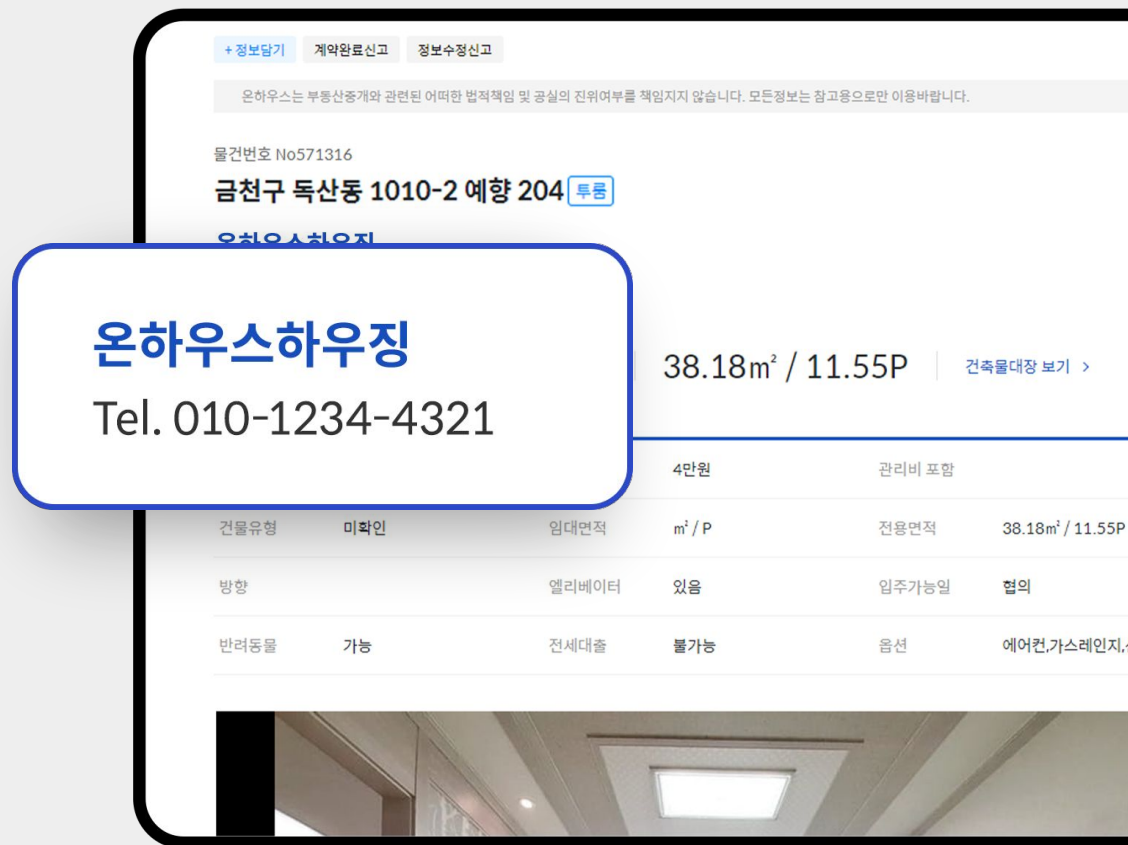 + 정보담기 계약완료신고 정보수정신고
온하우스는 부동산중개와 관련된 어떠한 법적책임 및 공실의 진위여부를 책임지지 않습니다. 모든정보는 참고용으로만 이용바랍니다.
물건번호 No571316
금천구 독산동 1010-2 예향 204 투룸
온하우스하우징
온하우스하우징
Tel. 010-1234-4321
38.18㎡ / 11.55P 건축물대장 보기 >
4만원 관리비 포함
건물유형 미확인 임대면적 ㎡ / P 전용면적 38.18㎡ / 11.55P
방향 엘리베이터 있음 입주가능일 협의
반려동물 가능 전세대출 불가능 옵션 에어컨,가스레인지,